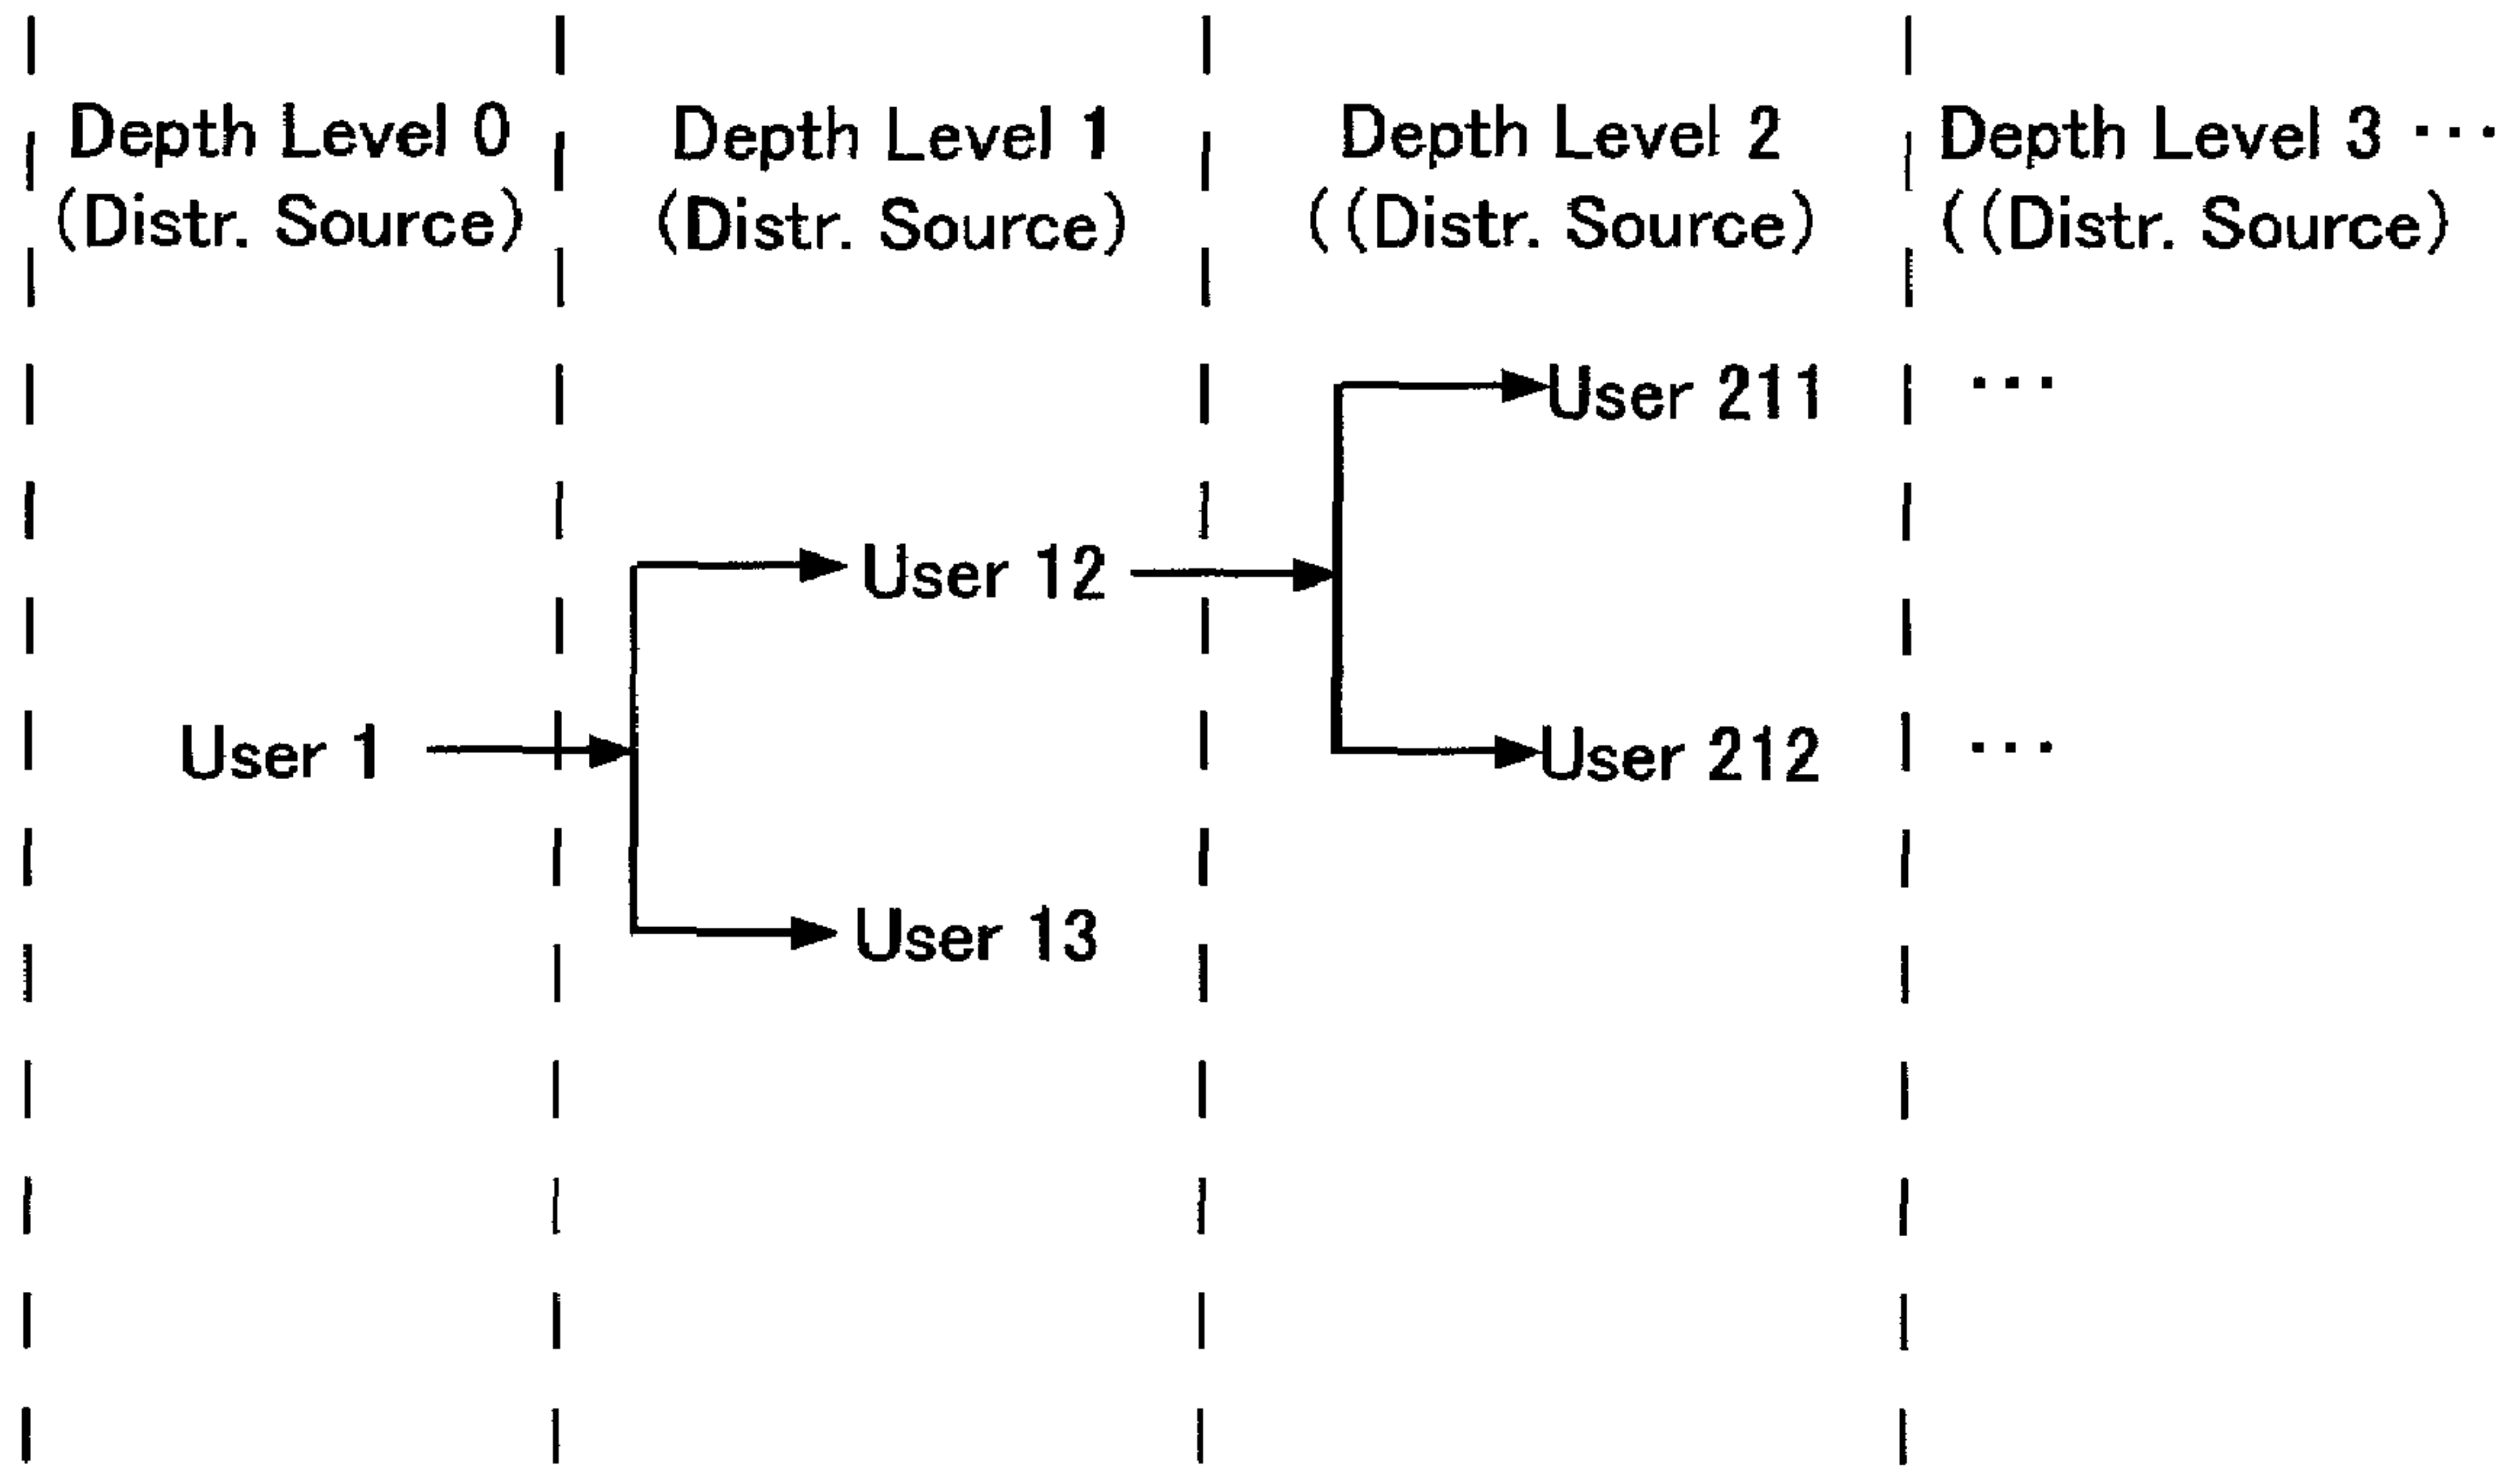 Depth Level 0
(Distr. Source)
Depth Level 1
(Distr. Source)
Depth Level 2
((Distr. Source)
Depth Level 3 ･･･
((Distr. Source)
User 211
･･･
User 12
User 1
User 212
･･･
User 13